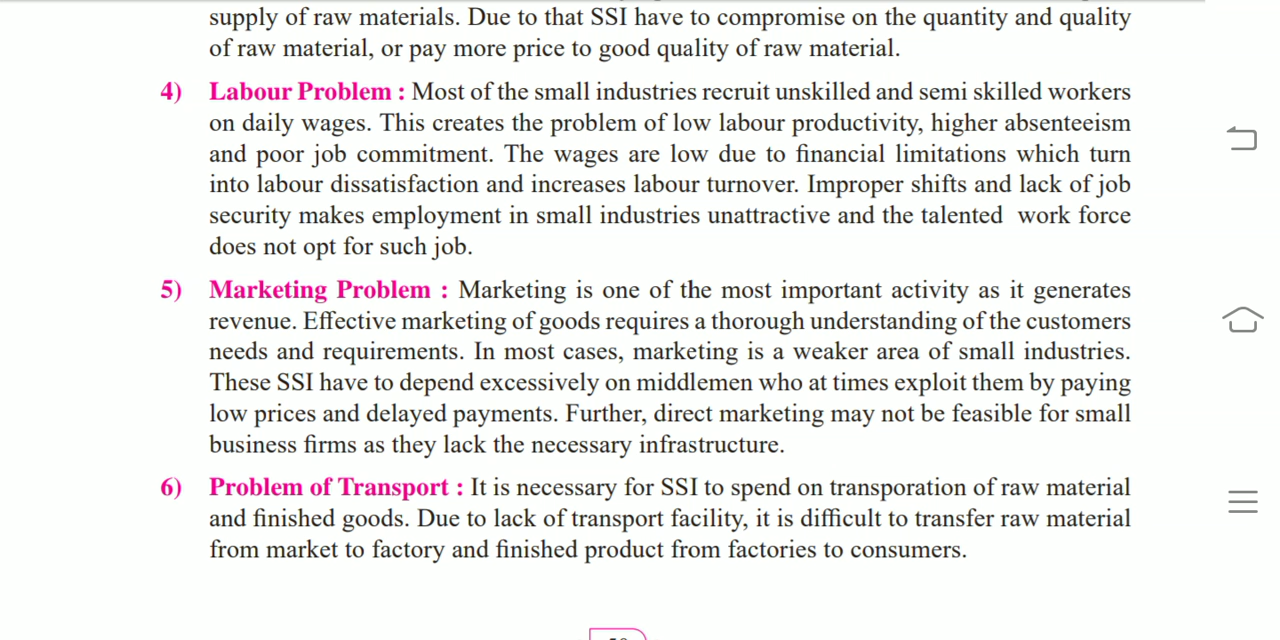 supply of raw materials. Due to that SSI have to compromise on the quantity and quality
of raw material, or pay more price to good quality of raw material.
4) Labour Problem : Most of the small industries recruit unskilled and semi skilled workers
on daily wages. This creates the problem of low labour productivity, higher absenteeism
and poor job commitment. The wages are low due to financial limitations which turn
into labour dissatisfaction and increases labour turnover. Improper shifts and lack of job
security makes employment in small industries unattractive and the talented work force
does not opt for such job.
5) Marketing Problem : Marketing is one of the most important activity as it generates
revenue. Effective marketing of goods requires a thorough understanding of the customers
needs and requirements. In most cases, marketing is a weaker area of small industries.
These SSI have to depend excessively on middlemen who at times exploit them by paying
low prices and delayed payments. Further, direct marketing may not be feasible for small
business firms as they lack the necessary infrastructure.
6) Problem of Transport : It is necessary for SSI to spend on transporation of raw material
and finished goods. Due to lack of transport facility, it is difficult to transfer raw material
from market to factory and finished product from factories to consumers.